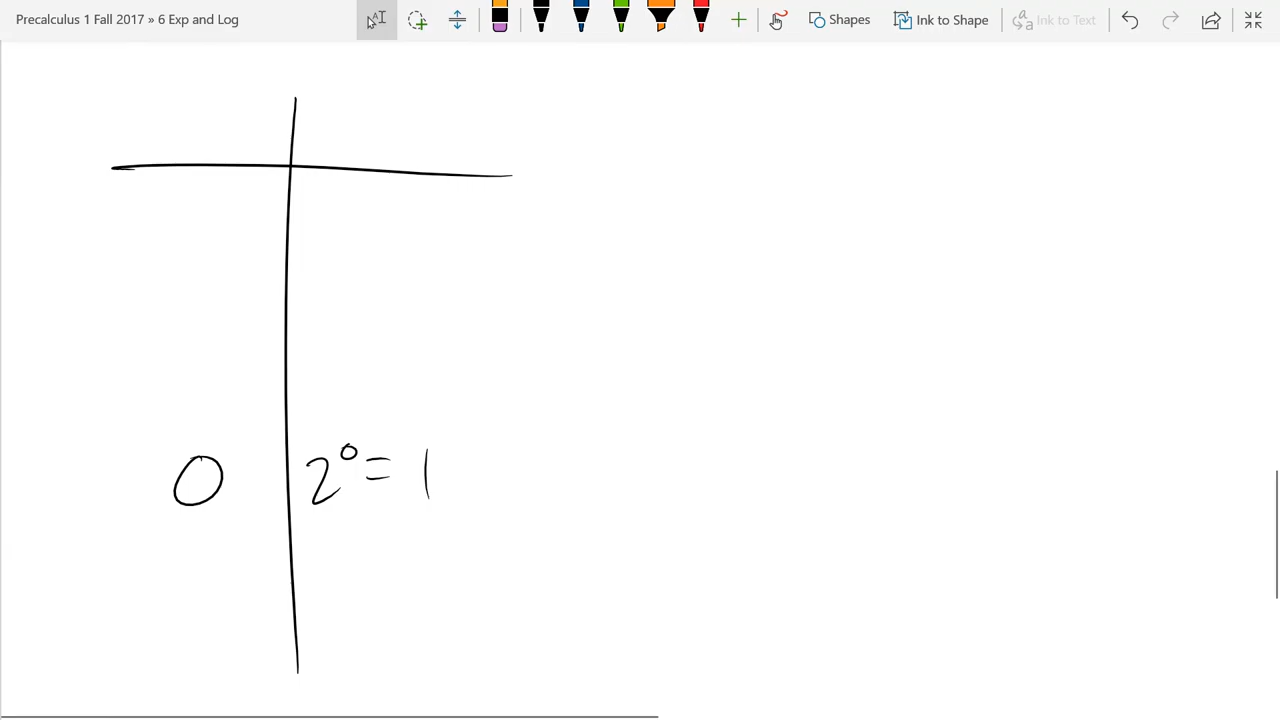 Precalculus 1 Fall 2017 » 6 Exp and Log
Shapes
Ink to Shape
Ink to Text
0 2⁰ = 1